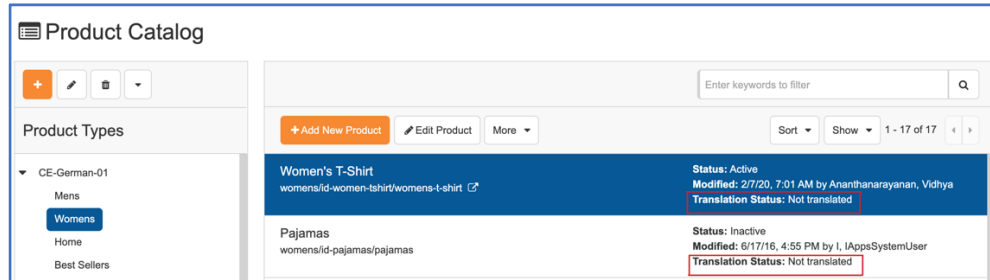 Product Catalog
Enter keywords to filter
Product Types
Add New Product
Edit Product
More
Sort
Show
1 - 17 of 17
CE-German-01
Mens
Womens
Home
Best Sellers
Women's T-Shirt
womens/id-women-tshirt/womens-t-shirt
Status: Active
Modified: 2/7/20, 7:01 AM by Ananthanarayanan, Vidhya
Translation Status: Not translated
Pajamas
womens/id-pajamas/pajamas
Status: Inactive
Modified: 6/17/16, 4:55 PM by I, IAppsSystemUser
Translation Status: Not translated